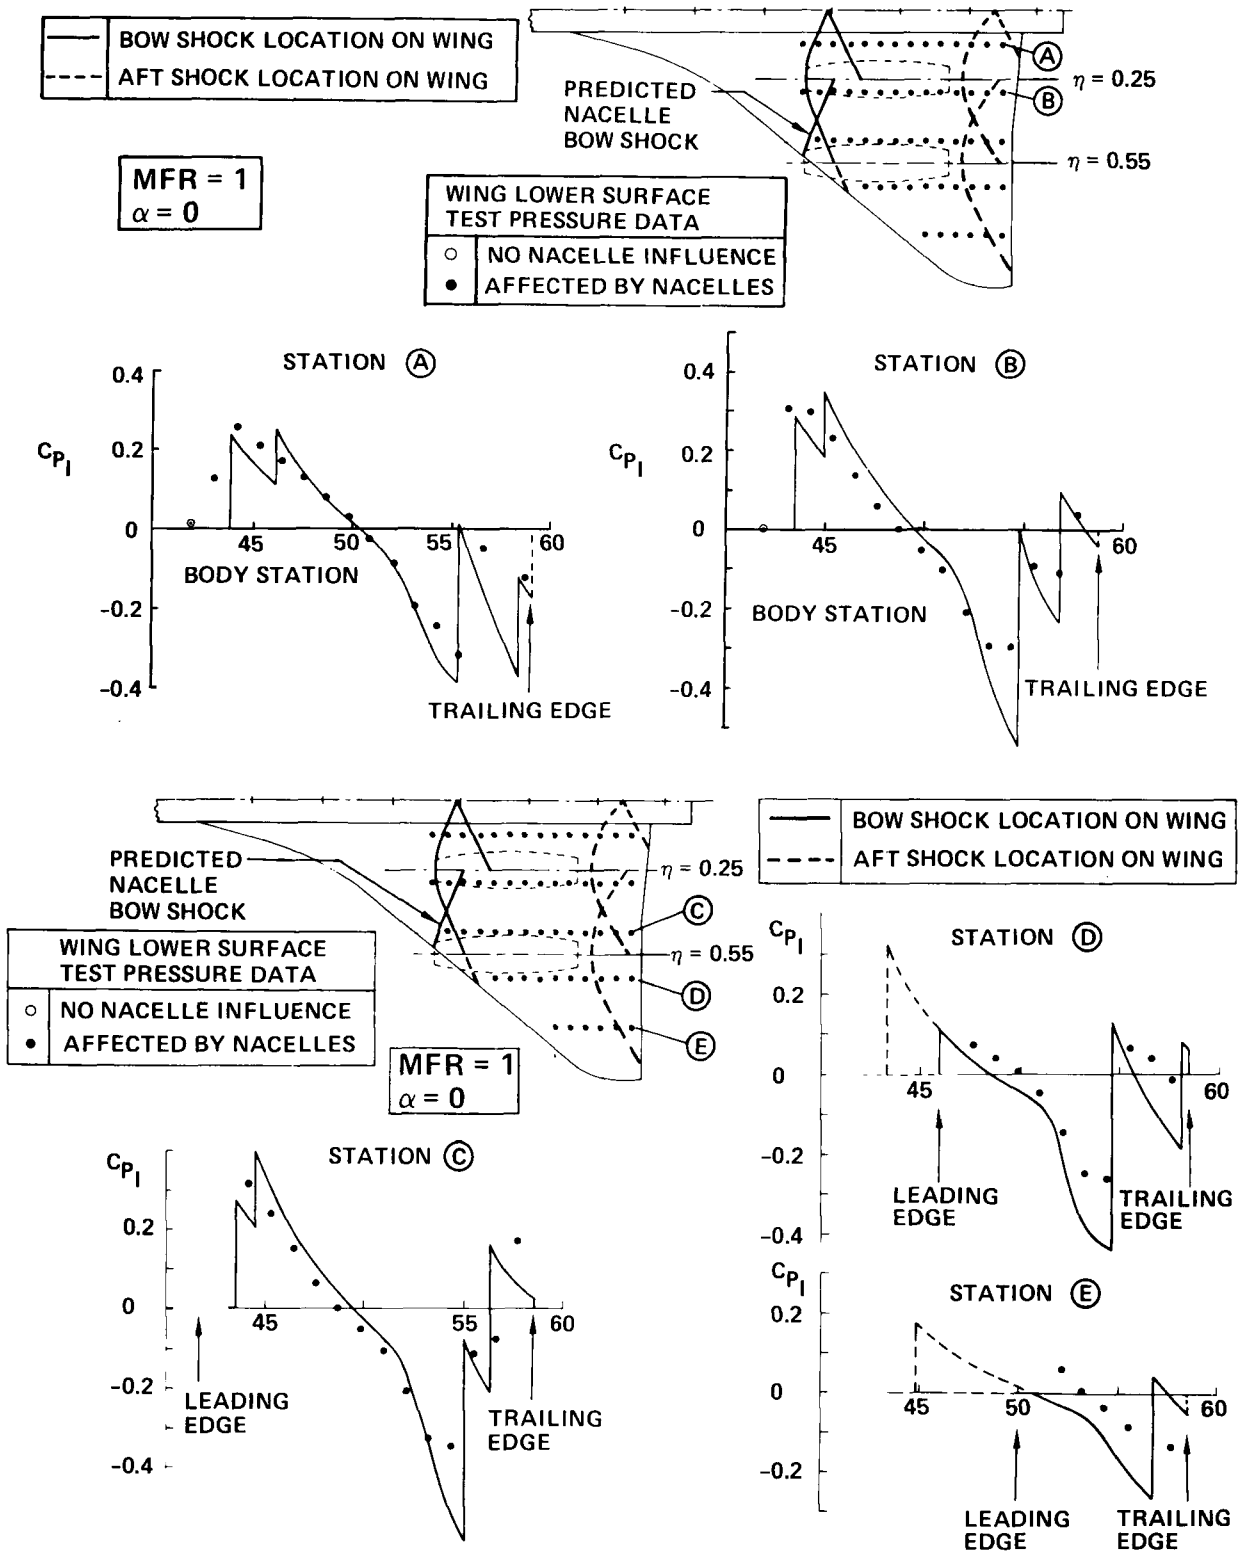 BOW SHOCK LOCATION ON WING
AFT SHOCK LOCATION ON WING
MFR = 1
α = 0
PREDICTED
NACELLE
BOW SHOCK
A
η = 0.25
B
η = 0.55
WING LOWER SURFACE
TEST PRESSURE DATA
NO NACELLE INFLUENCE
AFFECTED BY NACELLES
STATION A
CPI
0.4
0.2
0
-0.2
-0.4
45
50
55
60
BODY STATION
TRAILING EDGE
STATION B
CPI
0.4
0.2
0
-0.2
-0.4
45
60
BODY STATION
TRAILING EDGE
PREDICTED
NACELLE
BOW SHOCK
η = 0.25
C
η = 0.55
D
E
WING LOWER SURFACE
TEST PRESSURE DATA
NO NACELLE INFLUENCE
AFFECTED BY NACELLES
MFR = 1
α = 0
BOW SHOCK LOCATION ON WING
AFT SHOCK LOCATION ON WING
STATION C
CPI
0.2
0
-0.2
-0.4
45
55
60
LEADING
EDGE
TRAILING
EDGE
STATION D
CPI
0.2
0
-0.2
-0.4
45
60
LEADING
EDGE
TRAILING
EDGE
STATION E
CPI
0.2
0
-0.2
45
50
60
LEADING
EDGE
TRAILING
EDGE